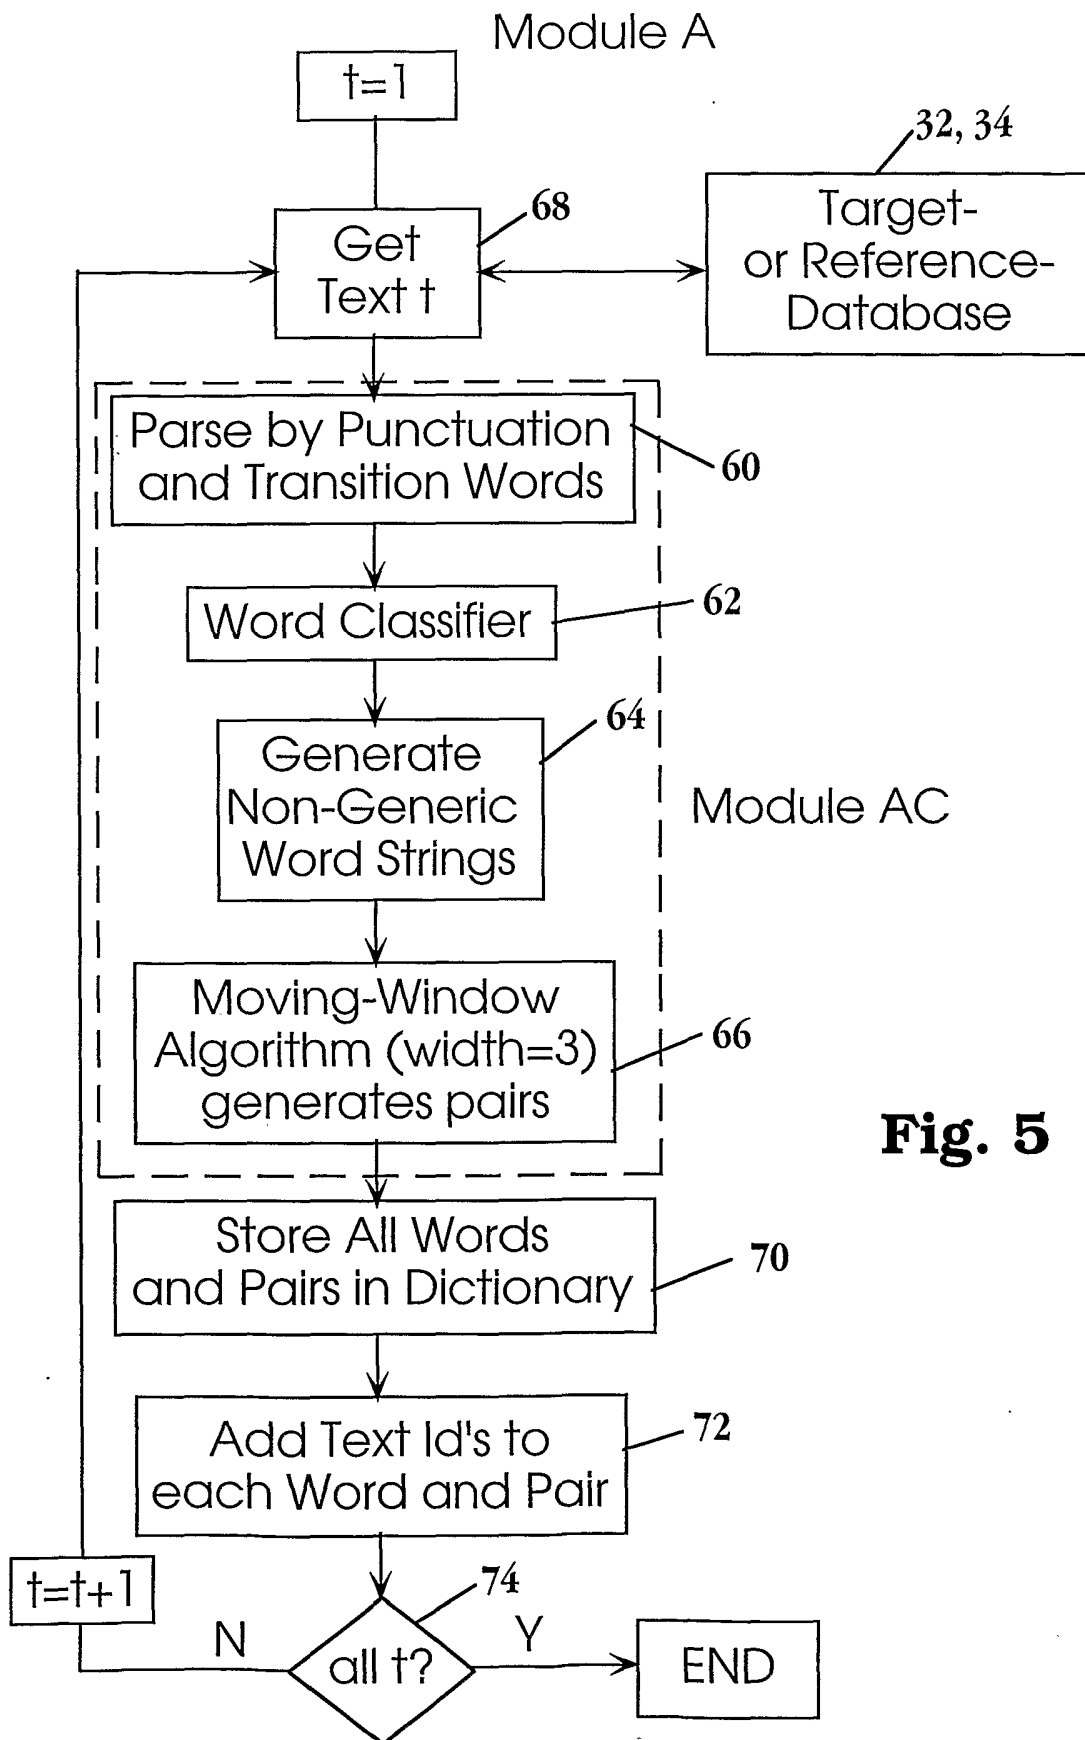 Module A
t=1
32, 34
Target-
or Reference-
Database
68
Get
Text t
Parse by Punctuation
and Transition Words
60
Word Classifier
62
64
Generate
Non-Generic
Word Strings
Module AC
Moving-Window
Algorithm (width=3)
generates pairs
66
Fig. 5
Store All Words
and Pairs in Dictionary
70
Add Text Id's to
each Word and Pair
72
t=t+1
74
N
all t?
Y
END